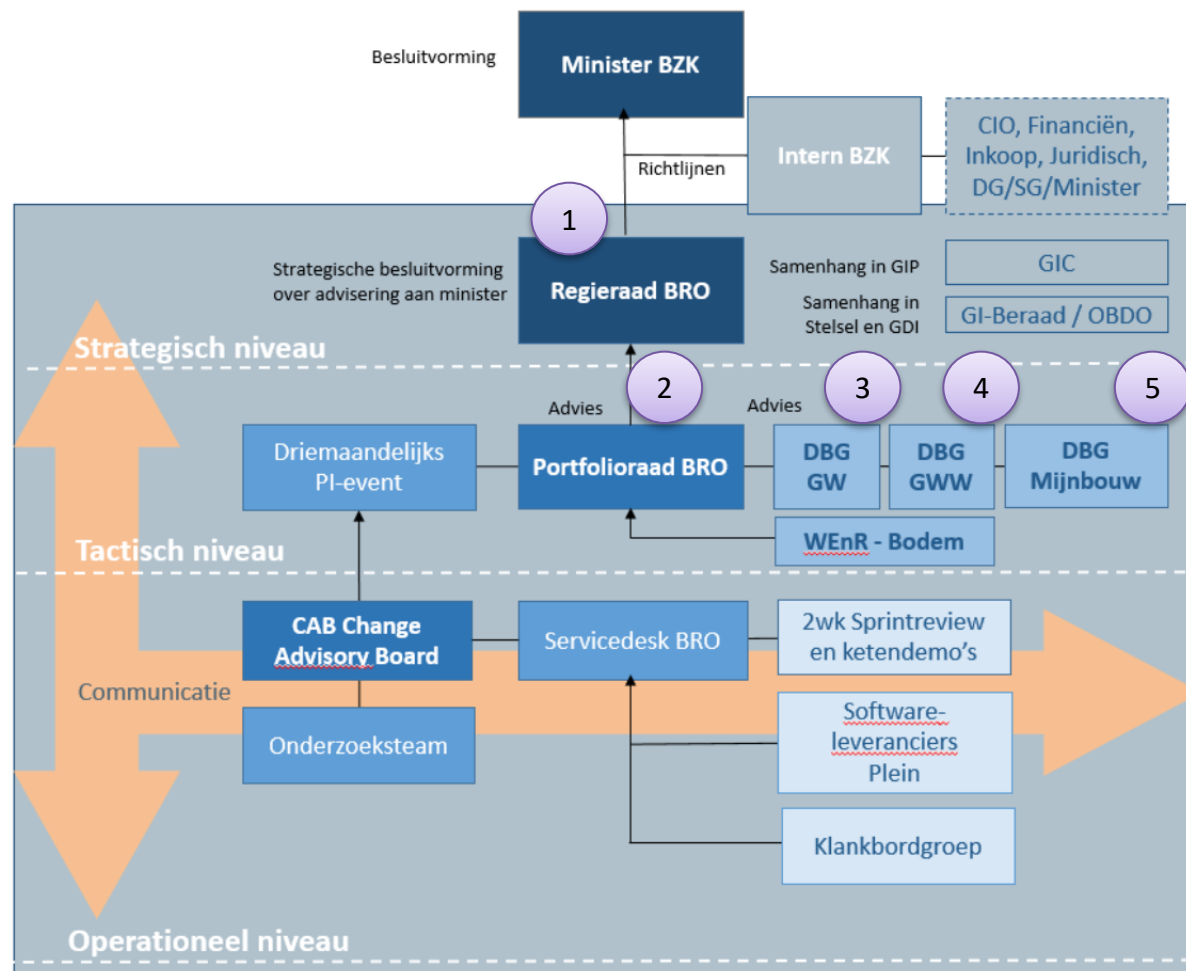 Besluitvorming
Minister BZK
Richtlijnen
Intern BZK
CIO, Financiën,
Inkoop, Juridisch,
DG/SG/Minister
1
Strategische besluitvorming
over advisering aan minister
Regieraad BRO
Samenhang in GIP
GIC
Samenhang in
Stelsel en GDI
GI-Beraad / OBDO
Strategisch niveau
2
3
4
5
Advies
Advies
Driemaandelijks
PI-event
Portfolioraad BRO
DBG
GW
DBG
GWW
DBG
Mijnbouw
WEnR - Bodem
Tactisch niveau
CAB Change
Advisory Board
Servicedesk BRO
2wk Sprintreview
en ketendemo’s
Communicatie
Onderzoeksteam
Software-
leveranciers
Plein
Klankbordgroep
Operationeel niveau